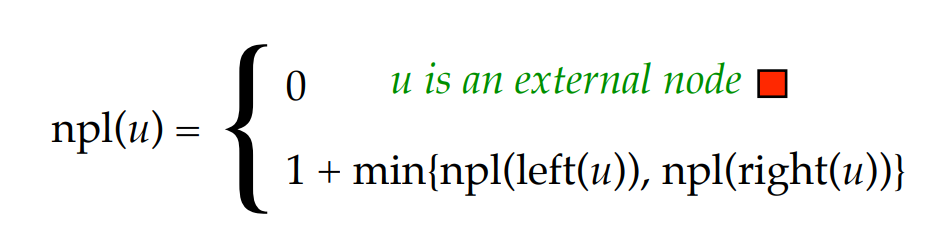 0 u is an external node
npl(u) =
1 + min{npl(left(u)), npl(right(u))}